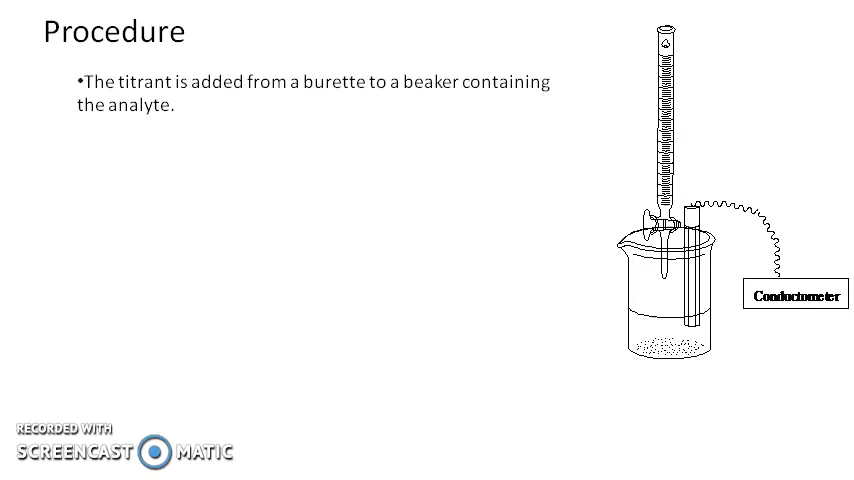 Procedure
•The titrant is added from a burette to a beaker containing
the analyte.
Conductometer
RECORDED WITH
SCREENCAST MATIC